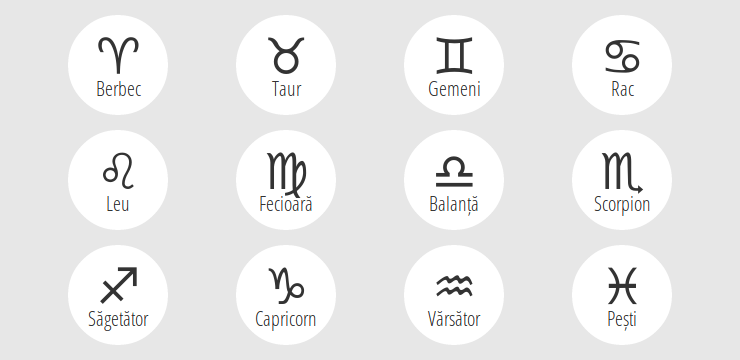 Berbec
Taur
Gemeni
Rac
Leu
Fecioară
Balanță
Scorpion
Săgetător
Capricorn
Vărsător
Pești